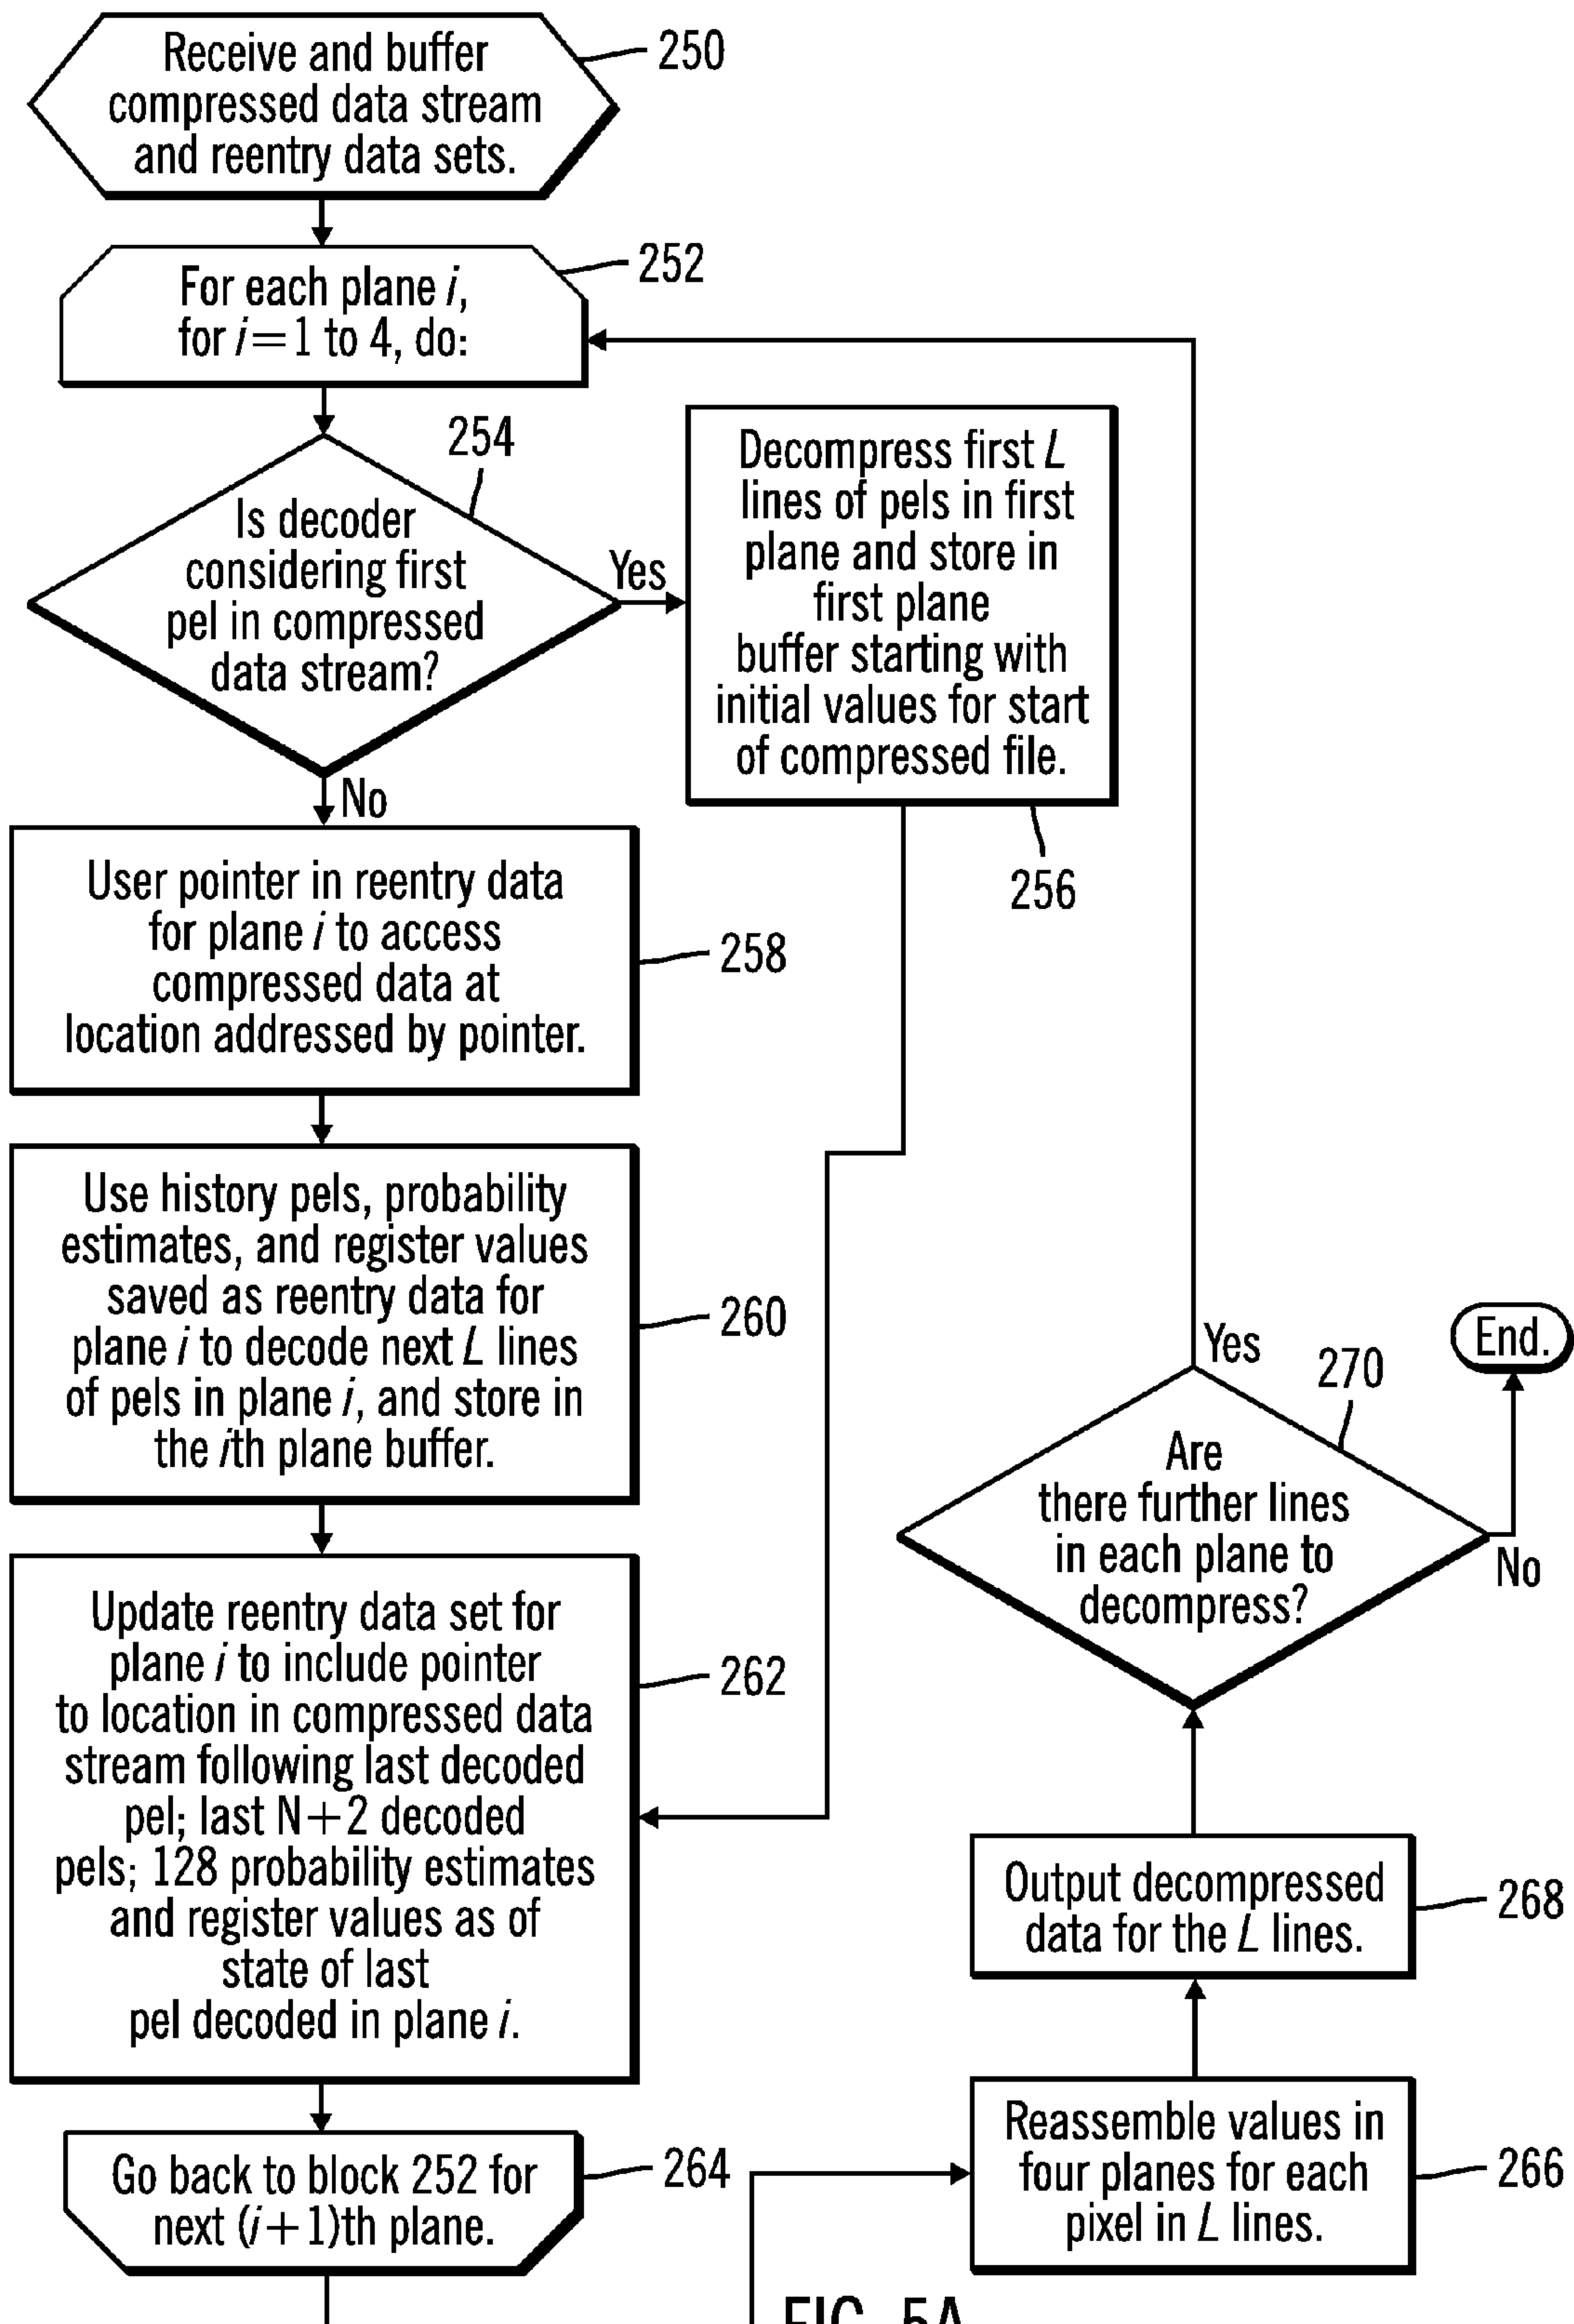 Receive and buffer
compressed data stream
and reentry data sets.
250
For each plane i,
for i=1 to 4, do:
252
Is decoder
considering first
pel in compressed
data stream?
254
Yes
No
Decompress first L
lines of pels in first
plane and store in
first plane
buffer starting with
initial values for start
of compressed file.
256
User pointer in reentry data
for plane i to access
compressed data at
location addressed by pointer.
258
Use history pels, probability
estimates, and register values
saved as reentry data for
plane i to decode next L lines
of pels in plane i, and store in
the ith plane buffer.
260
Update reentry data set for
plane i to include pointer
to location in compressed data
stream following last decoded
pel; last N+2 decoded
pels; 128 probability estimates
and register values as of
state of last
pel decoded in plane i.
262
Go back to block 252 for
next (i+1)th plane.
264
Reassemble values in
four planes for each
pixel in L lines.
266
Output decompressed
data for the L lines.
268
Are
there further lines
in each plane to
decompress?
270
Yes
No
End.
FIG. 5A